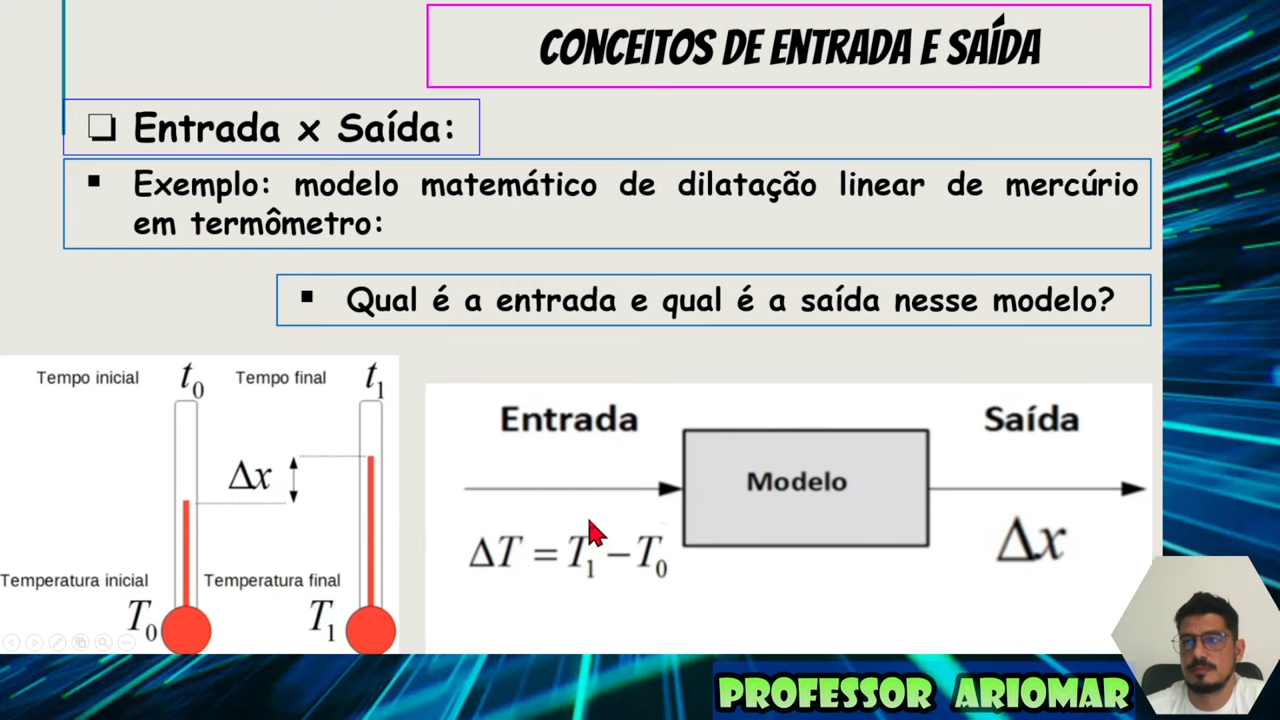 CONCEITOS DE ENTRADA E SAÍDA
❑ Entrada x Saída:
▪ Exemplo: modelo matemático de dilatação linear de mercúrio
em termômetro:
▪ Qual é a entrada e qual é a saída nesse modelo?
Tempo inicial t₀ Tempo final t₁
Δx
Temperatura inicial Temperatura final
T₀ T₁
Entrada Saída
Modelo
ΔT = T₁ − T₀ Δx
PROFESSOR ARIOMAR